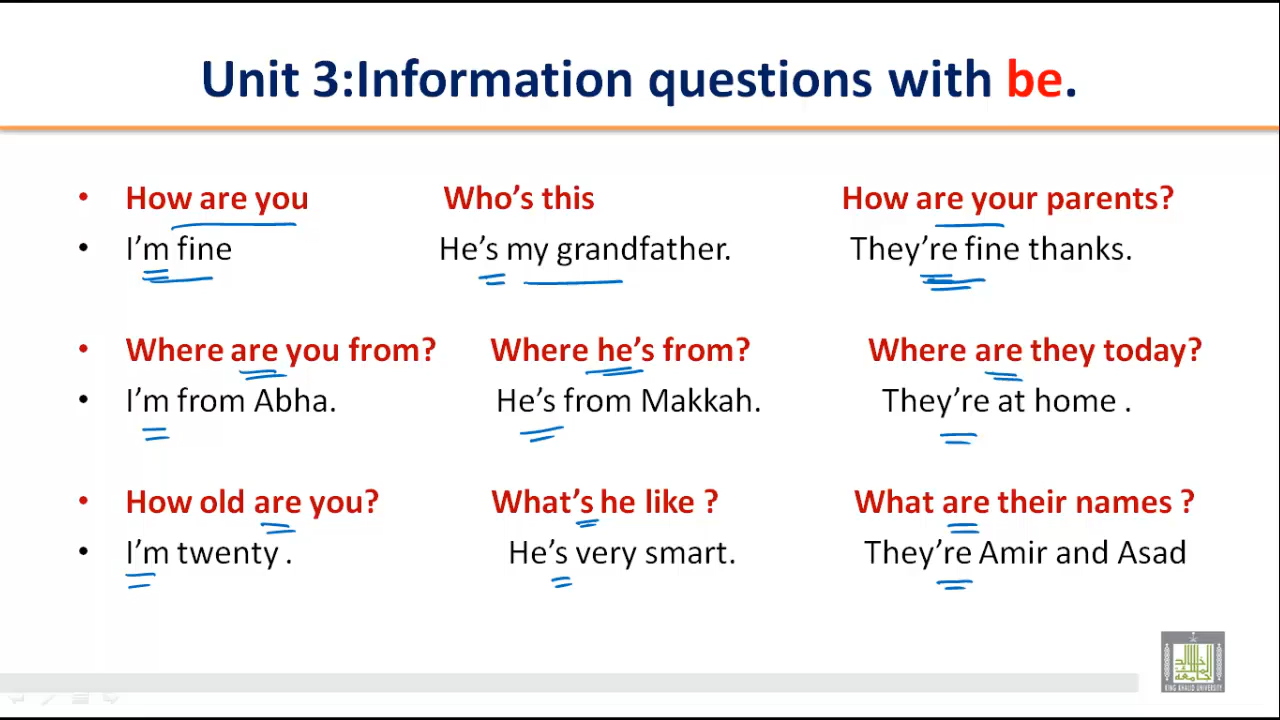 Unit 3:Information questions with be.
• How are you Who's this How are your parents?
• I'm fine He's my grandfather. They're fine thanks.
• Where are you from? Where he's from? Where are they today?
• I'm from Abha. He's from Makkah. They're at home .
• How old are you? What's he like ? What are their names ?
• I'm twenty . He's very smart. They're Amir and Asad
KING KHALID UNIVERSITY